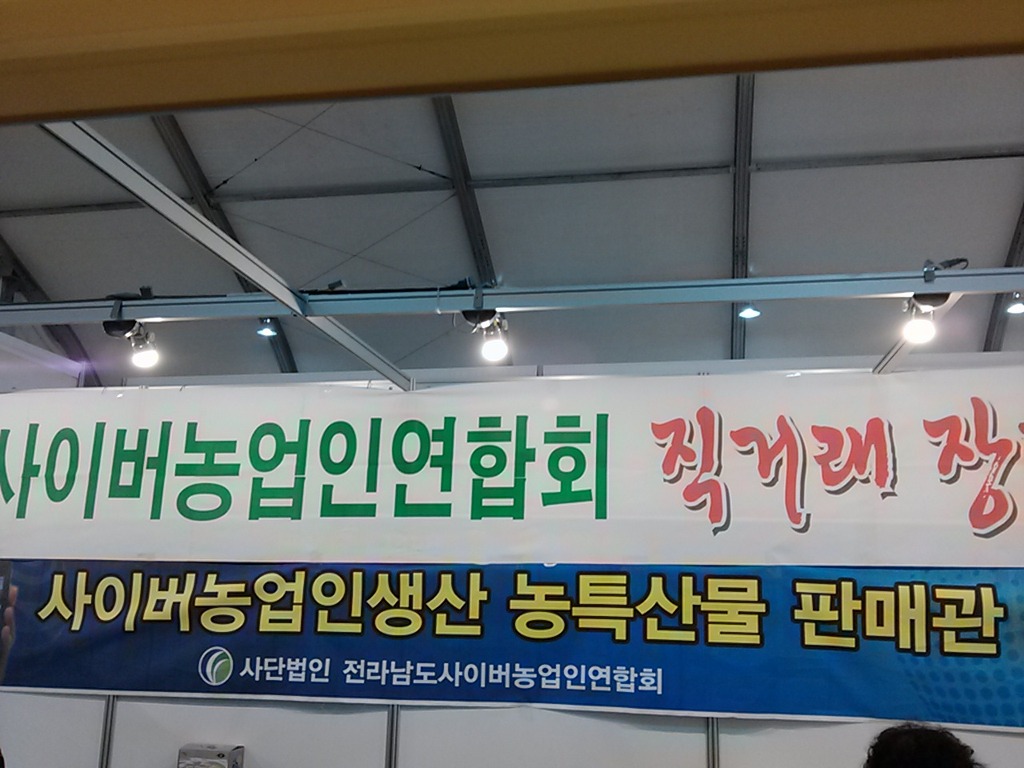 사이버농업인연합회 직거래 장
사이버농업인생산 농특산물 판매관
사단법인 전라남도사이버농업인연합회